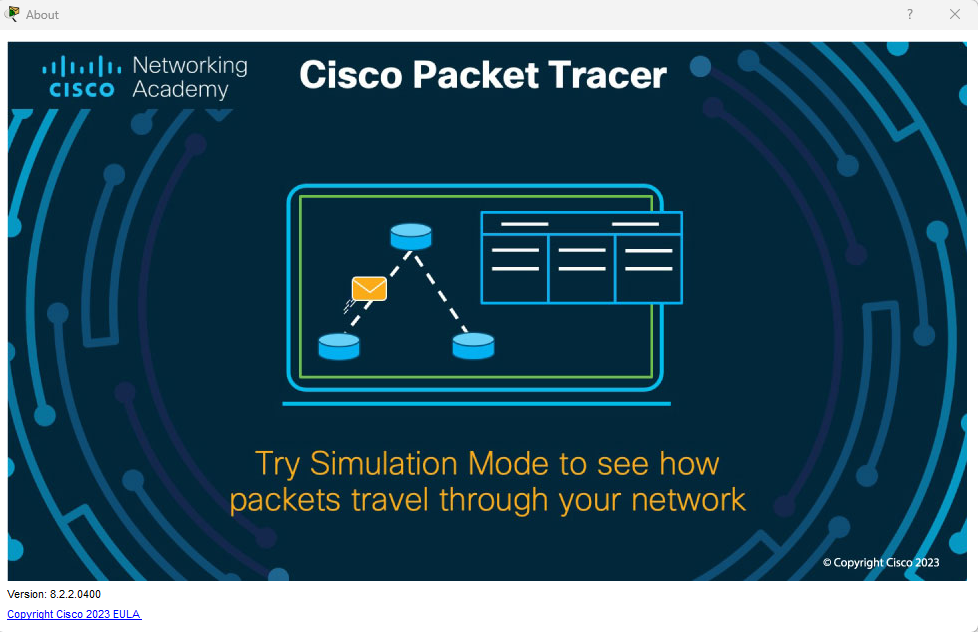 About
Networking
CISCO Academy
Cisco Packet Tracer
Try Simulation Mode to see how
packets travel through your network
© Copyright Cisco 2023
Version: 8.2.2.0400
Copyright Cisco 2023 EULA